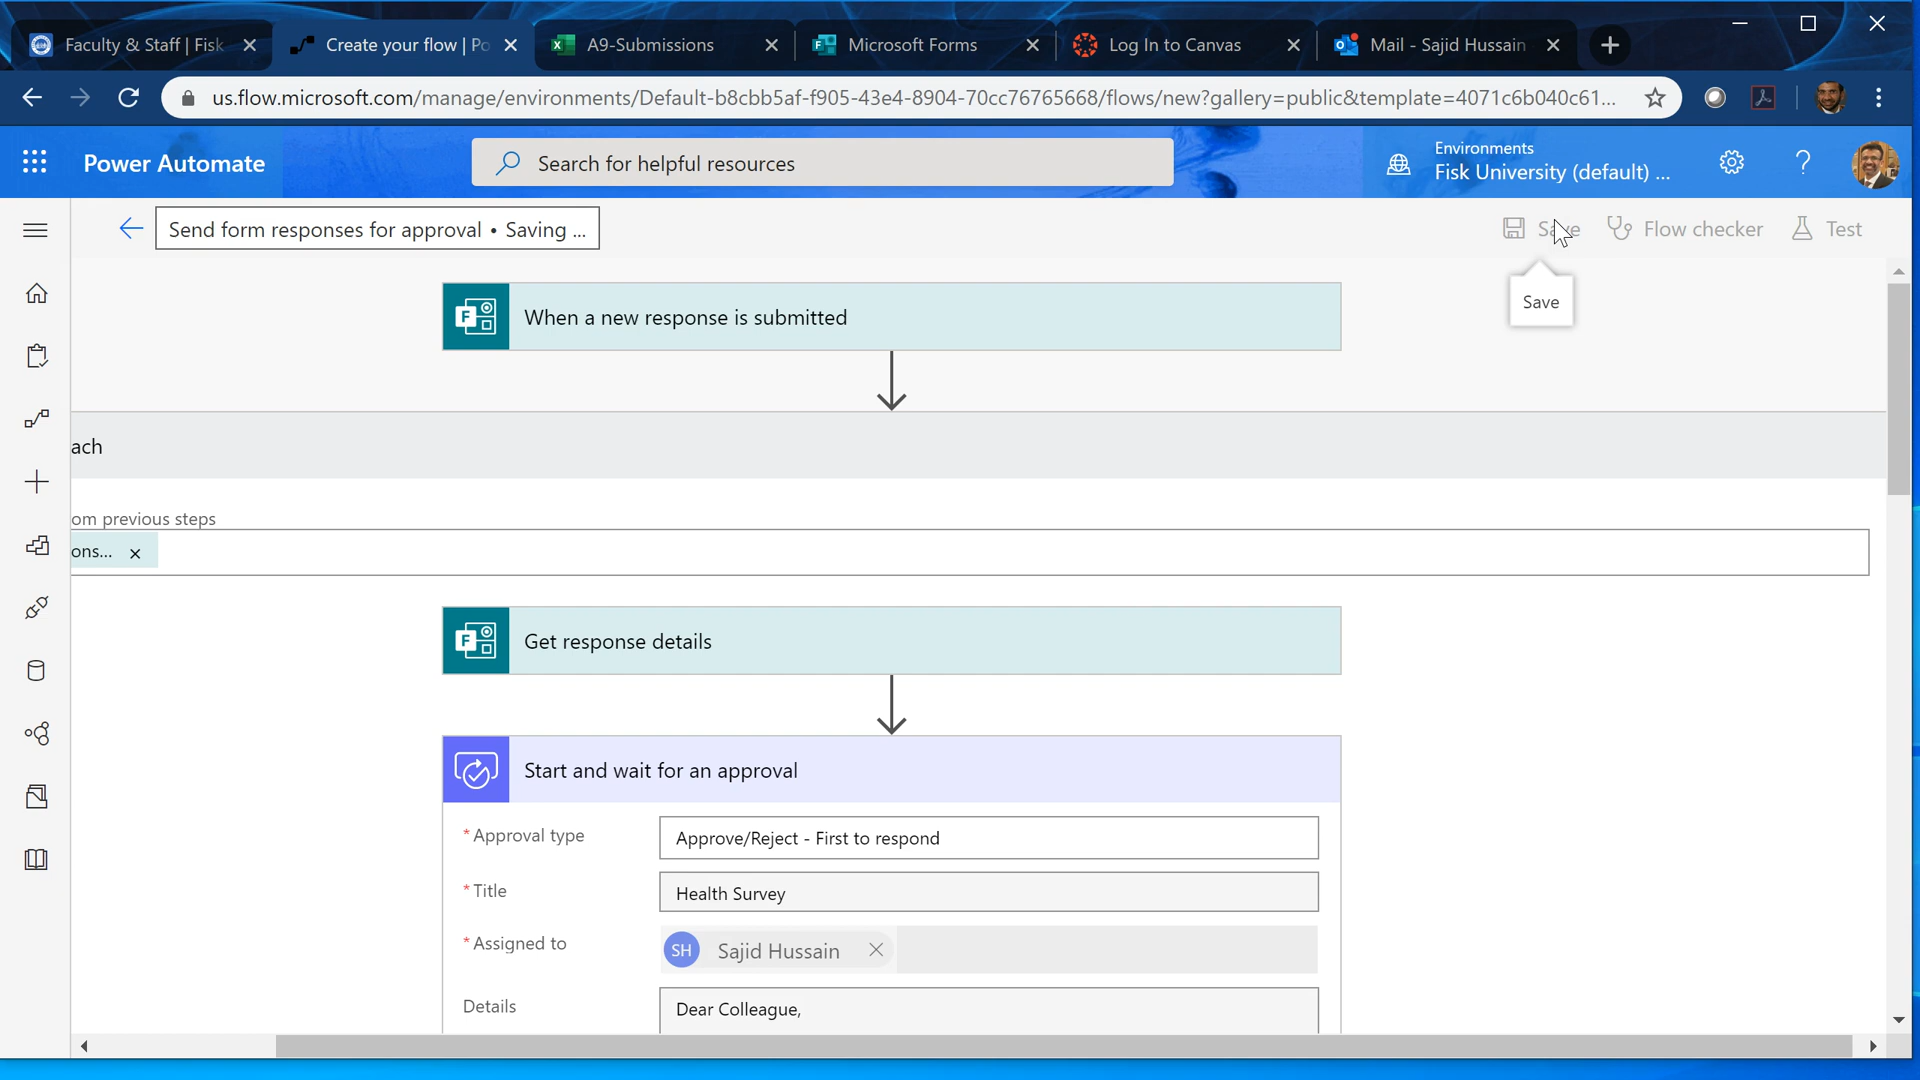 Faculty & Staff | Fisk
Create your flow | Po
A9-Submissions
Microsoft Forms
Log In to Canvas
Mail - Sajid Hussain
us.flow.microsoft.com/manage/environments/Default-b8cbb5af-f905-43e4-8904-70cc76765668/flows/new?gallery=public&template=4071c6b040c61...
Power Automate
Search for helpful resources
Environments
Fisk University (default) ...
Send form responses for approval • Saving ...
Save
Flow checker
Test
Save
When a new response is submitted
ach
om previous steps
ons...
Get response details
Start and wait for an approval
* Approval type
Approve/Reject - First to respond
* Title
Health Survey
* Assigned to
SH
Sajid Hussain
Details
Dear Colleague,